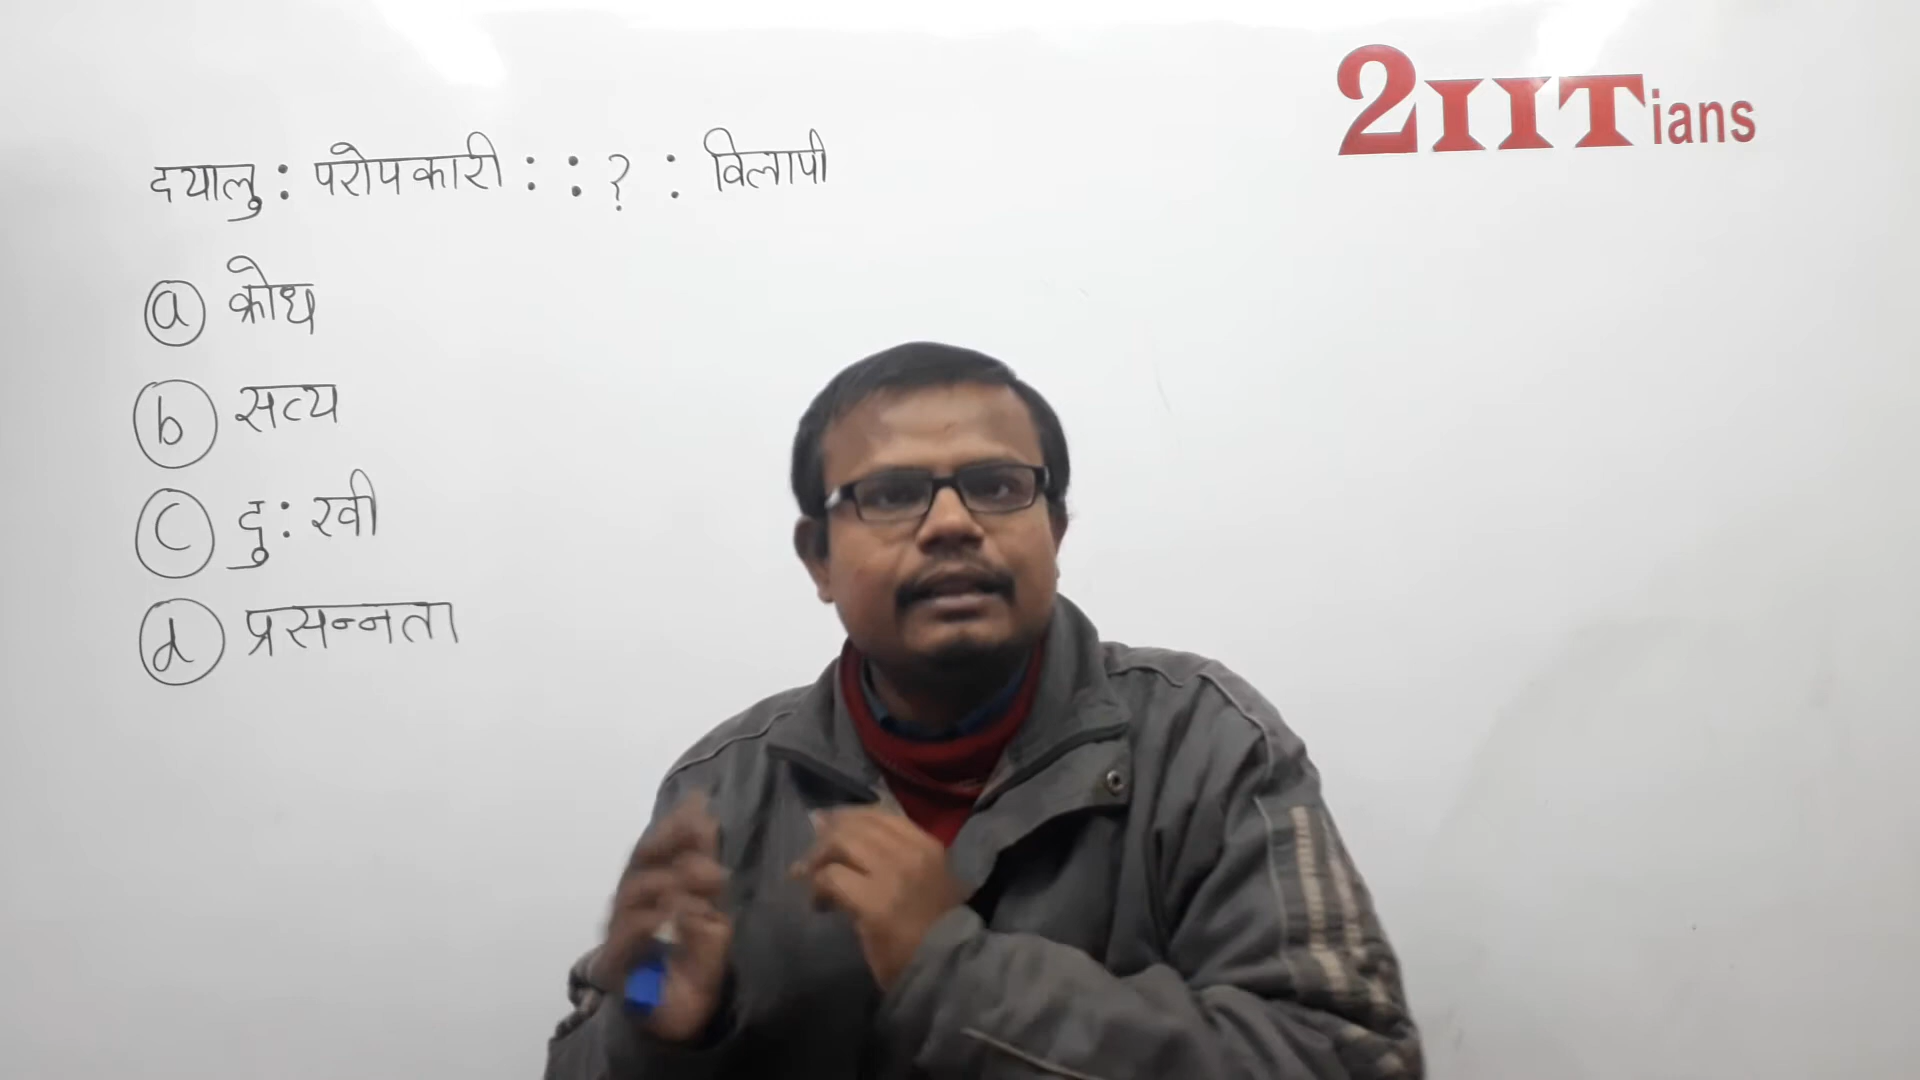 2IITians
दयालु : परोपकारी : : ? : विलापी
a क्रोध
b सत्य
c दु:खी
d प्रसन्नता